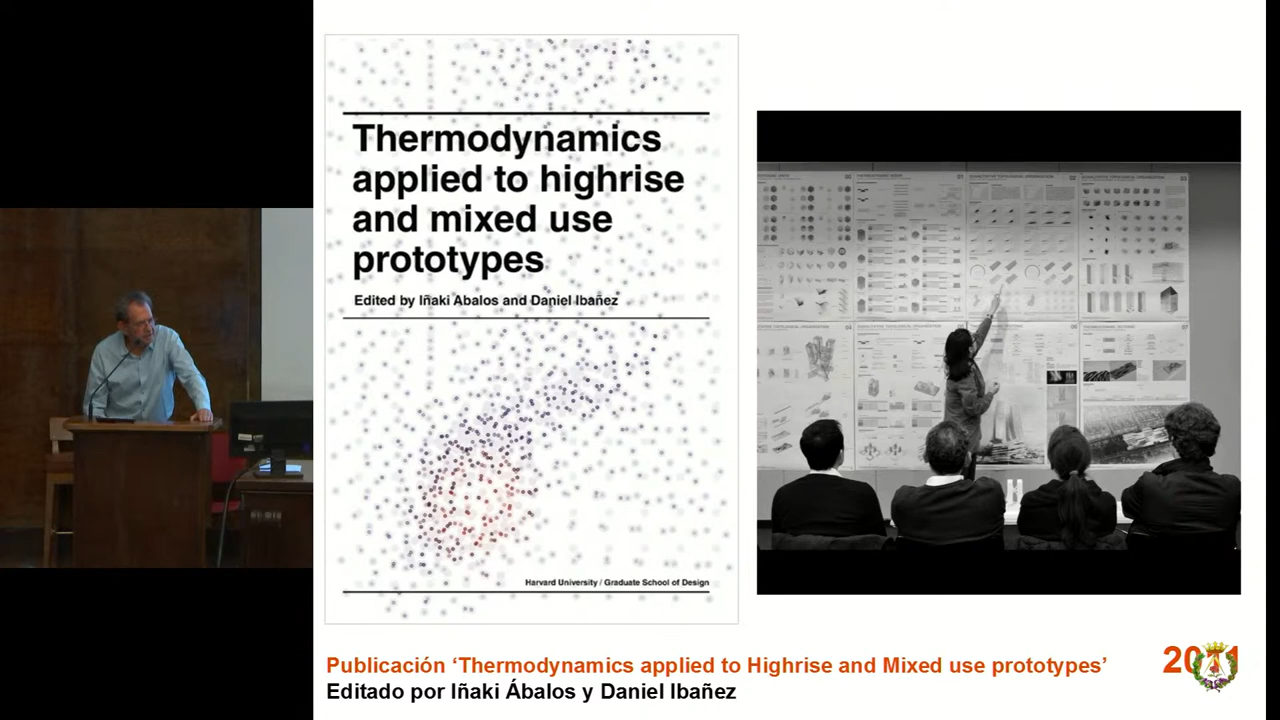 Thermodynamics
applied to highrise
and mixed use
prototypes
Edited by Iñaki Abalos and Daniel Ibañez
Harvard University / Graduate School of Design
Publicación ‘Thermodynamics applied to Highrise and Mixed use prototypes’
Editado por Iñaki Ábalos y Daniel Ibañez